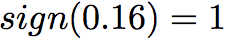 sign(0.16) = 1